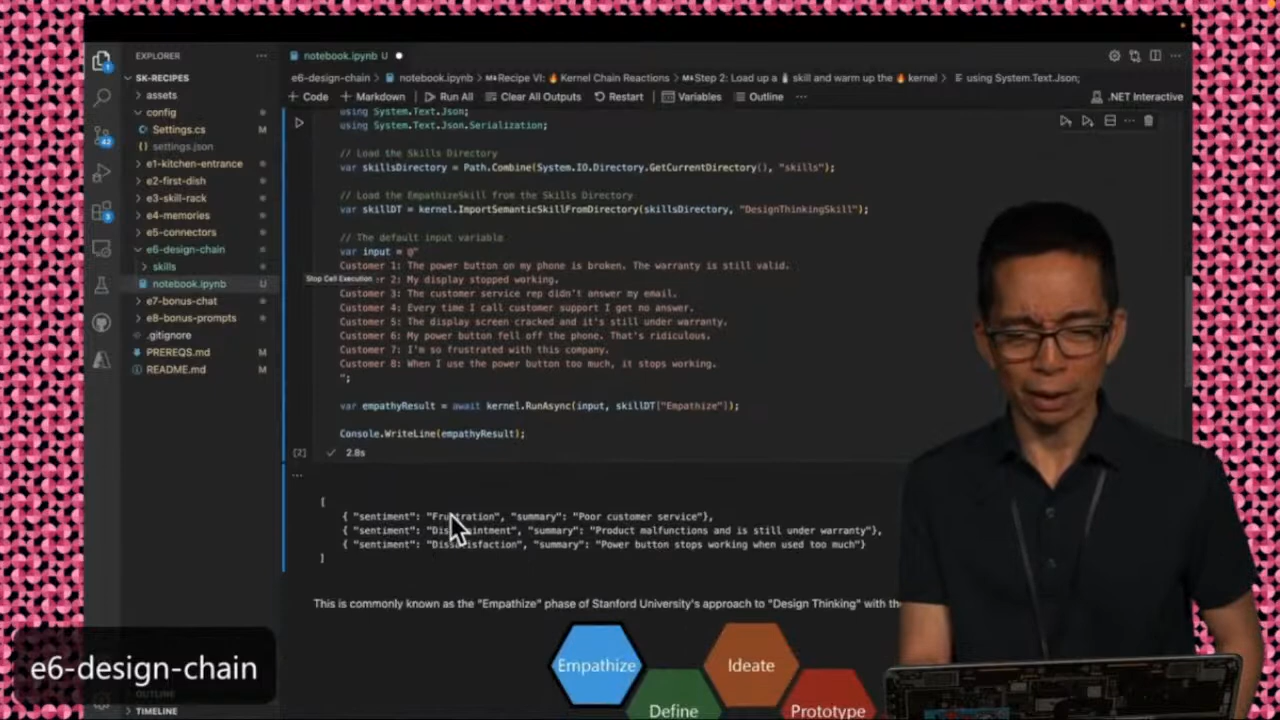 EXPLORER
SK-RECIPES
assets
config
Settings.cs M
settings.json
e1-kitchen-entrance
e2-first-dish
e3-skill-rack
e4-memories
e5-connectors
e6-design-chain
skills
notebook.ipynb U
e7-bonus-chat
e8-bonus-prompts
.gitignore
PREREQS.md M
README.md M
OUTLINE
TIMELINE
1
42
3
notebook.ipynb U
e6-design-chain > notebook.ipynb > M↓Recipe VI: 🔥 Kernel Chain Reactions > M↓Step 2: Load up a 🌡 skill and warm up the 🔥 kernel > using System.Text.Json;
+ Code + Markdown Run All Clear All Outputs Restart Variables Outline ... .NET Interactive
using System.Text.Json;
using System.Text.Json.Serialization;
// Load the Skills Directory
var skillsDirectory = Path.Combine(System.IO.Directory.GetCurrentDirectory(), "skills");
// Load the EmpathizeSkill from the Skills Directory
var skillDT = kernel.ImportSemanticSkillFromDirectory(skillsDirectory, "DesignThinkingSkill");
// The default input variable
var input = @"
Customer 1: The power button on my phone is broken. The warranty is still valid.
Stop Cell Execution
er 2: My display stopped working.
Customer 3: The customer service rep didn't answer my email.
Customer 4: Every time I call customer support I get no answer.
Customer 5: The display screen cracked and it's still under warranty.
Customer 6: My power button fell off the phone. That's ridiculous.
Customer 7: I'm so frustrated with this company.
Customer 8: When I use the power button too much, it stops working.
";
var empathyResult = await kernel.RunAsync(input, skillDT["Empathize"]);
Console.WriteLine(empathyResult);
[2] ✓ 2.8s
...
[
{ "sentiment": "Frustration", "summary": "Poor customer service"},
{ "sentiment": "Disappointment", "summary": "Product malfunctions and is still under warranty"},
{ "sentiment": "Dissatisfaction", "summary": "Power button stops working when used too much"}
]
This is commonly known as the "Empathize" phase of Stanford University's approach to "Design Thinking" with the
Empathize
Ideate
Define
Prototype
e6-design-chain